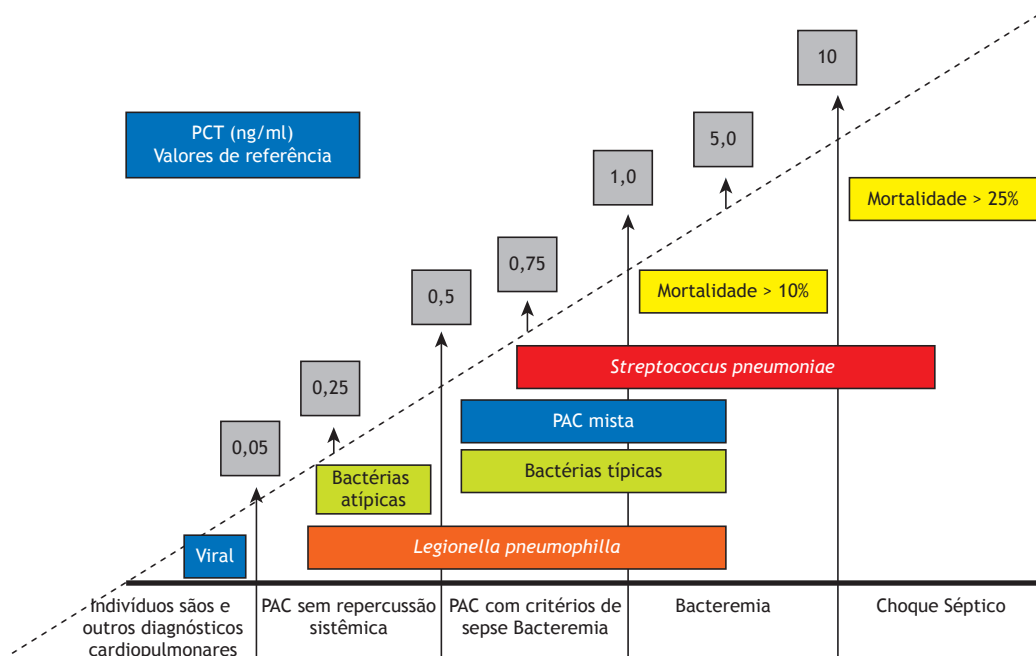 10
PCT (ng/ml)
Valores de referência
5,0
1,0
Mortalidade > 25%
0,75
0,5
Mortalidade > 10%
Streptococcus pneumoniae
0,25
PAC mista
0,05
Bactérias
atípicas
Bactérias típicas
Viral
Legionella pneumophilla
Indivíduos sãos e
outros diagnósticos
cardiopulmonares
PAC sem repercussão
sistêmica
PAC com critérios de
sepse Bacteremia
Bacteremia
Choque Séptico